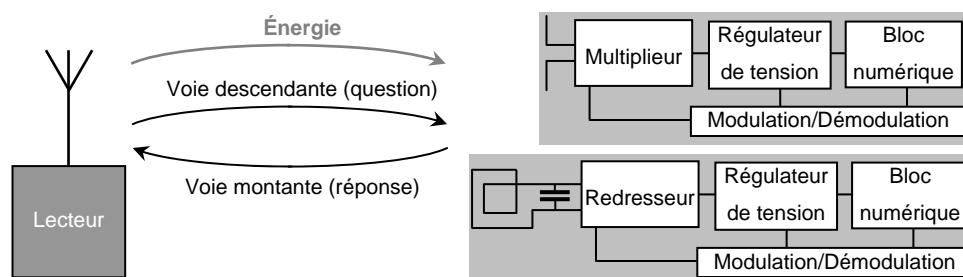 Énergie
Voie descendante (question)
Voie montante (réponse)
Lecteur
Multiplieur
Régulateur
de tension
Bloc
numérique
Modulation/Démodulation
Redresseur
Régulateur
de tension
Bloc
numérique
Modulation/Démodulation